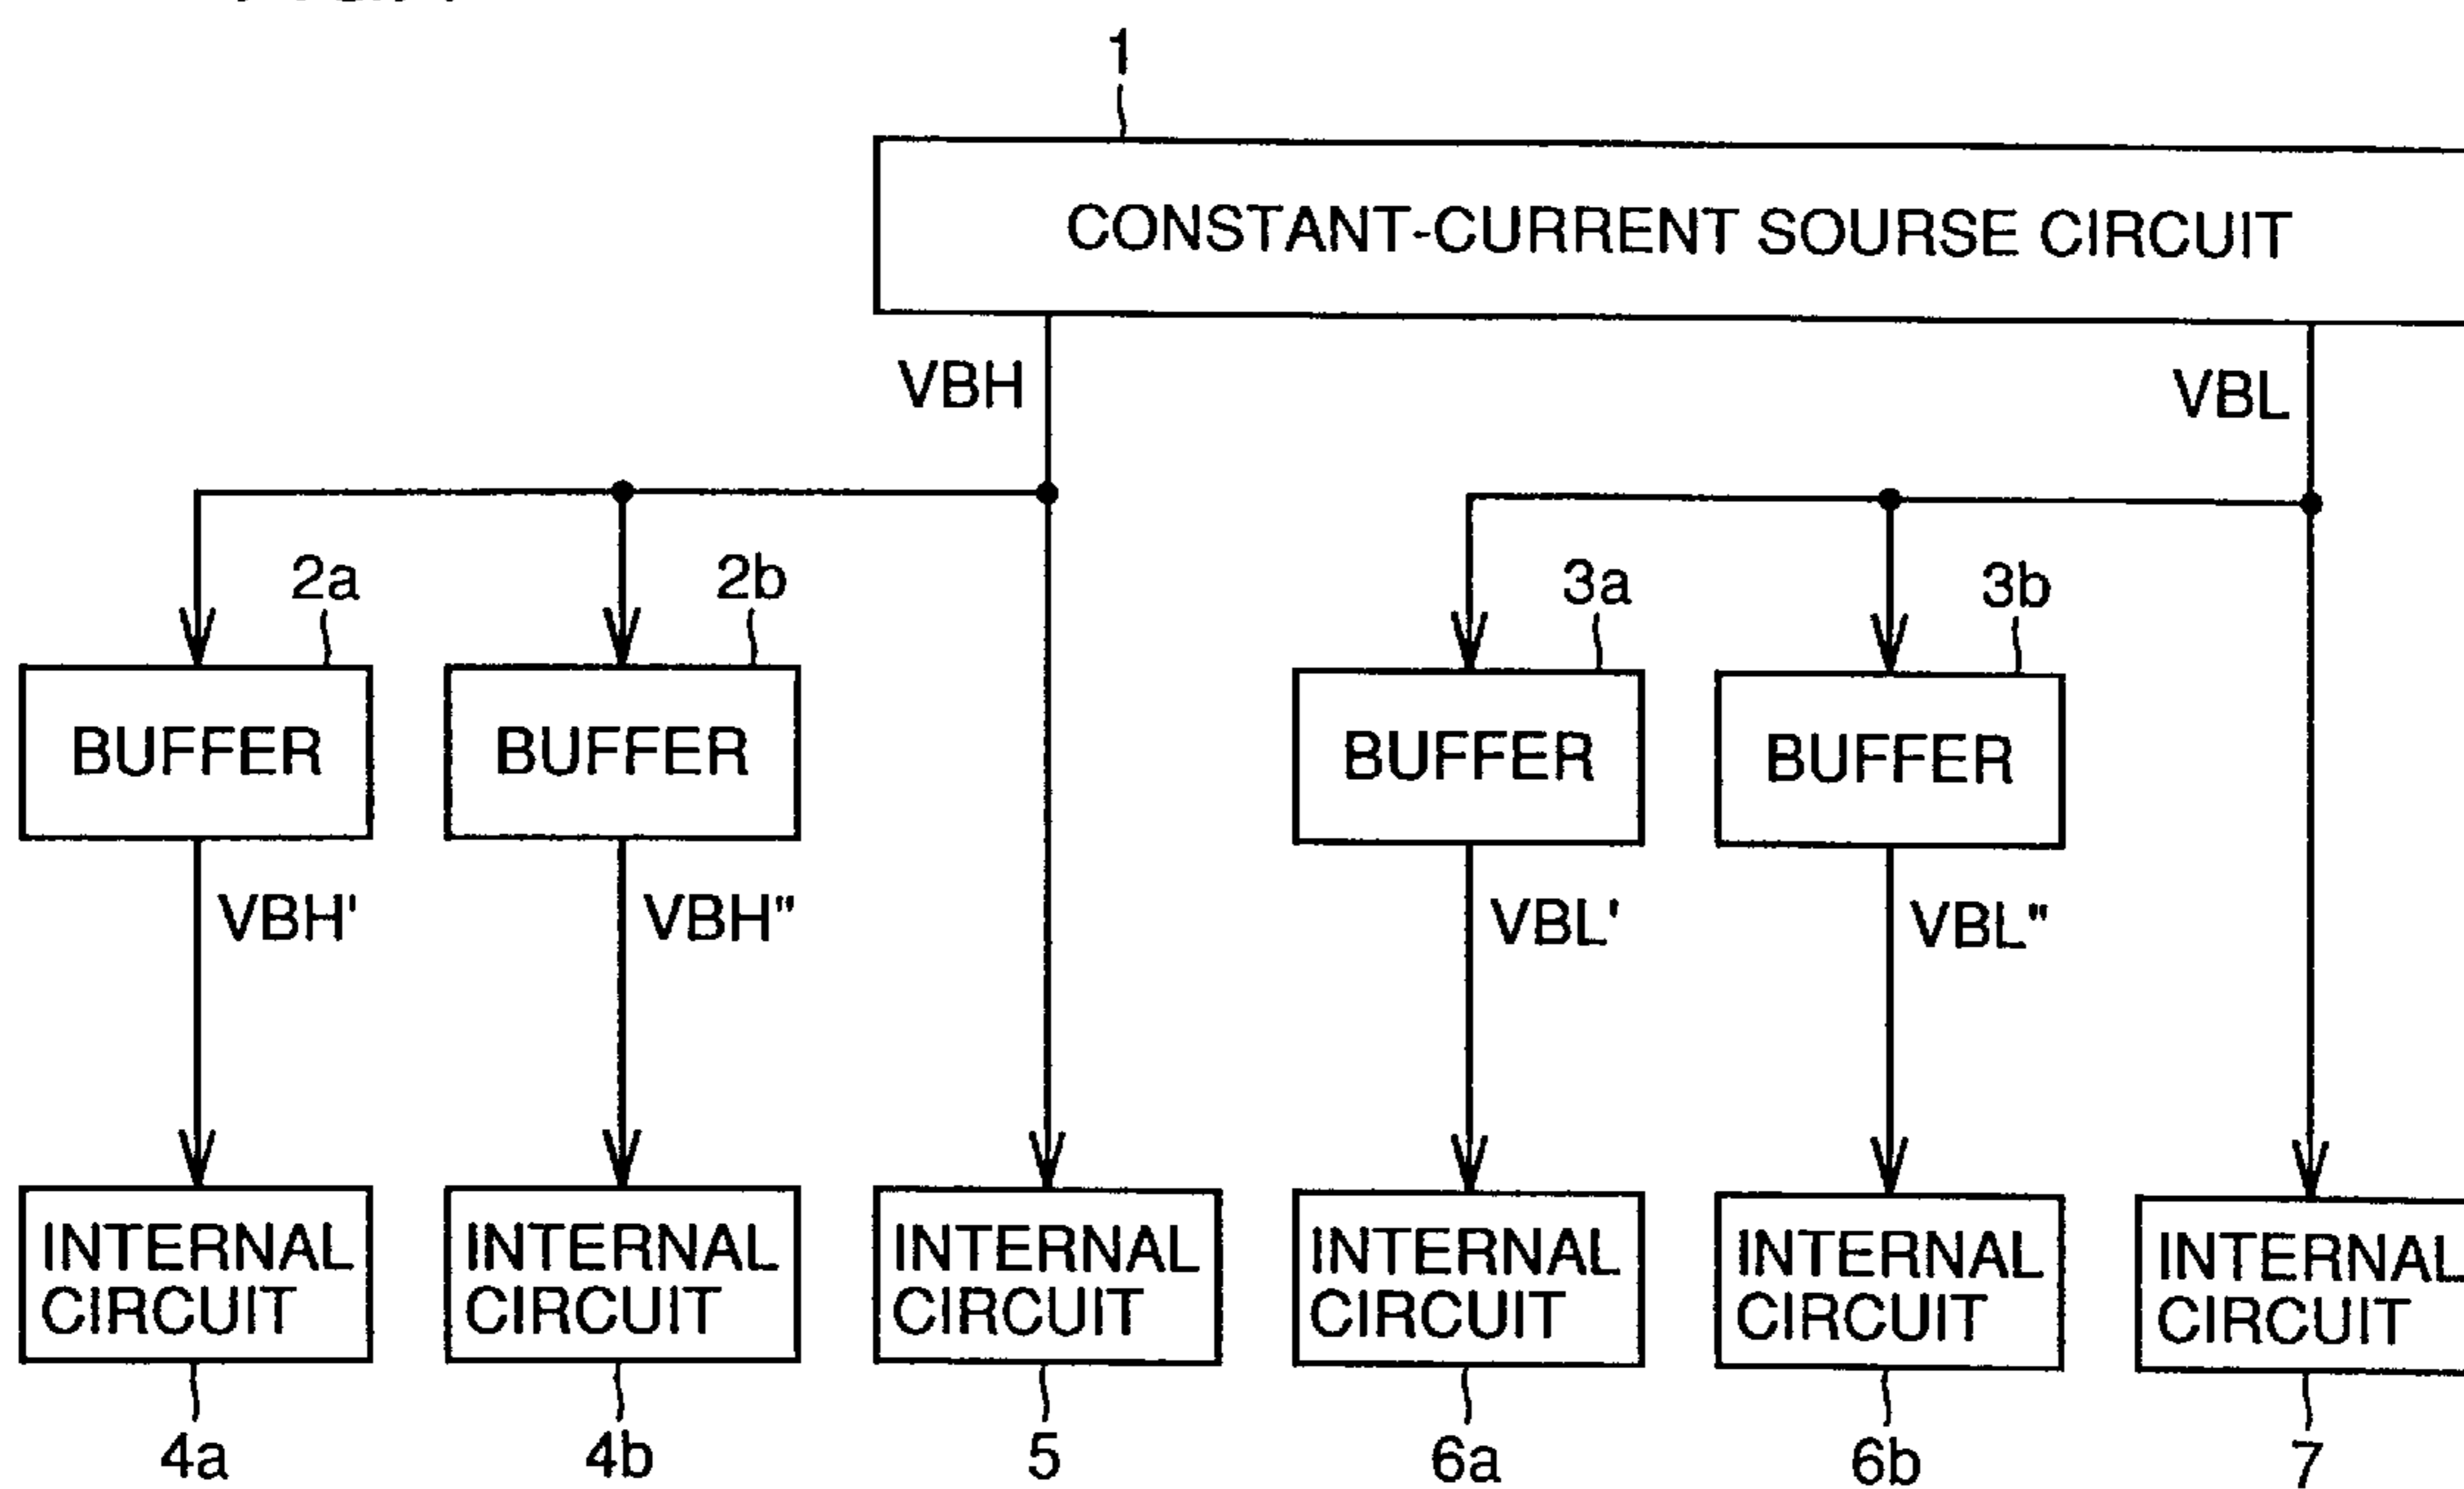 1
CONSTANT-CURRENT SOURSE CIRCUIT
VBH
VBL
2a
2b
3a
3b
BUFFER
BUFFER
BUFFER
BUFFER
VBH'
VBH"
VBL'
VBL"
INTERNAL
CIRCUIT
INTERNAL
CIRCUIT
INTERNAL
CIRCUIT
INTERNAL
CIRCUIT
INTERNAL
CIRCUIT
INTERNAL
CIRCUIT
4a
4b
5
6a
6b
7